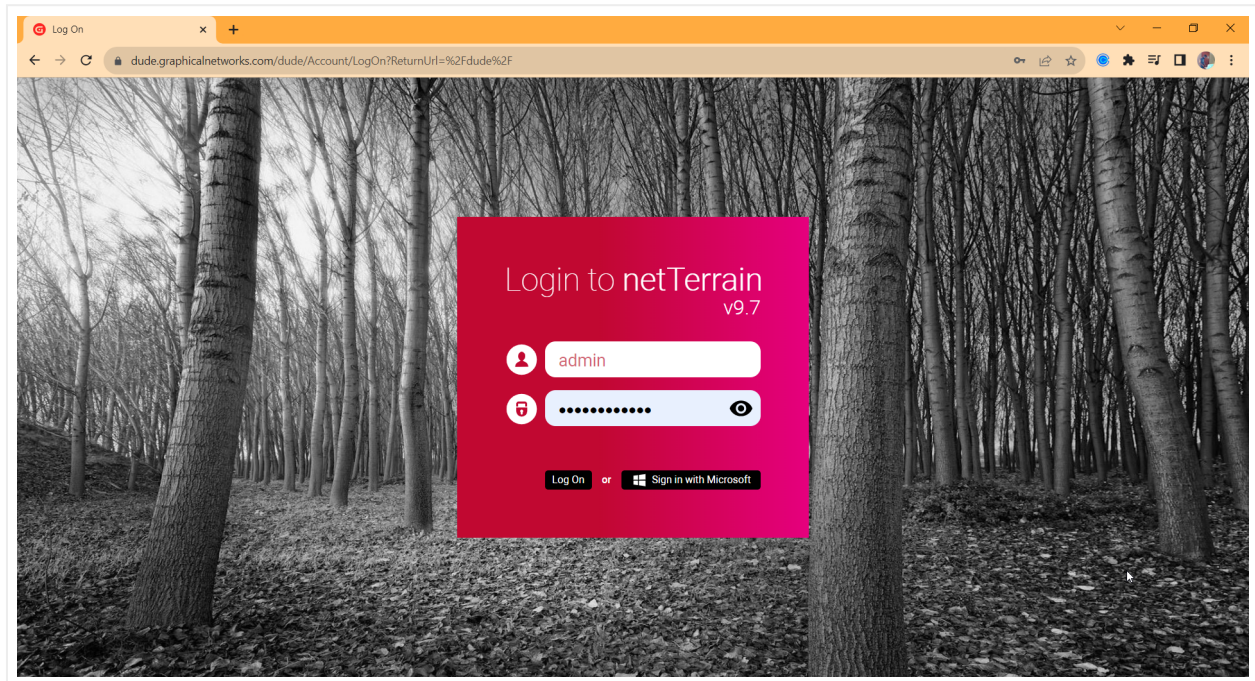 Log On
dude.graphicalnetworks.com/dude/Account/LogOn?ReturnUrl=%2Fdude%2F
Login to netTerrain
v9.7
admin
••••••••••••
Log On or Sign in with Microsoft